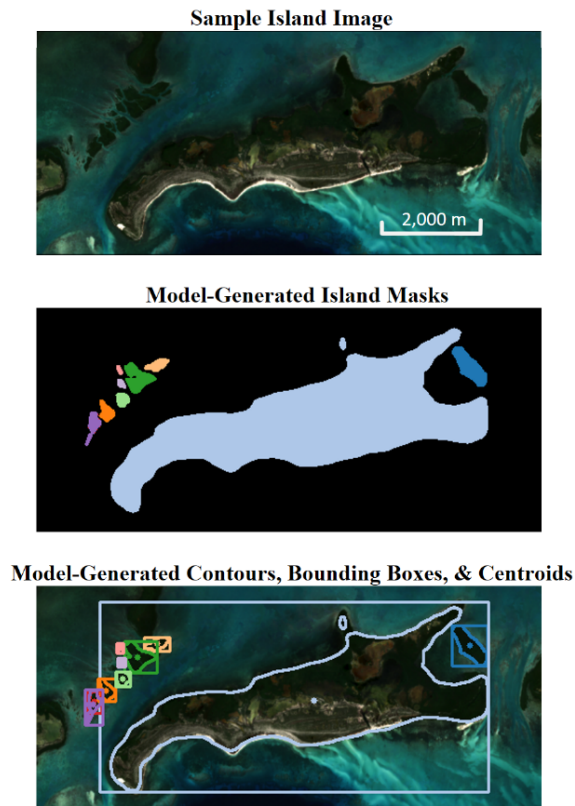 Sample Island Image
2,000 m
Model-Generated Island Masks
Model-Generated Contours, Bounding Boxes, & Centroids